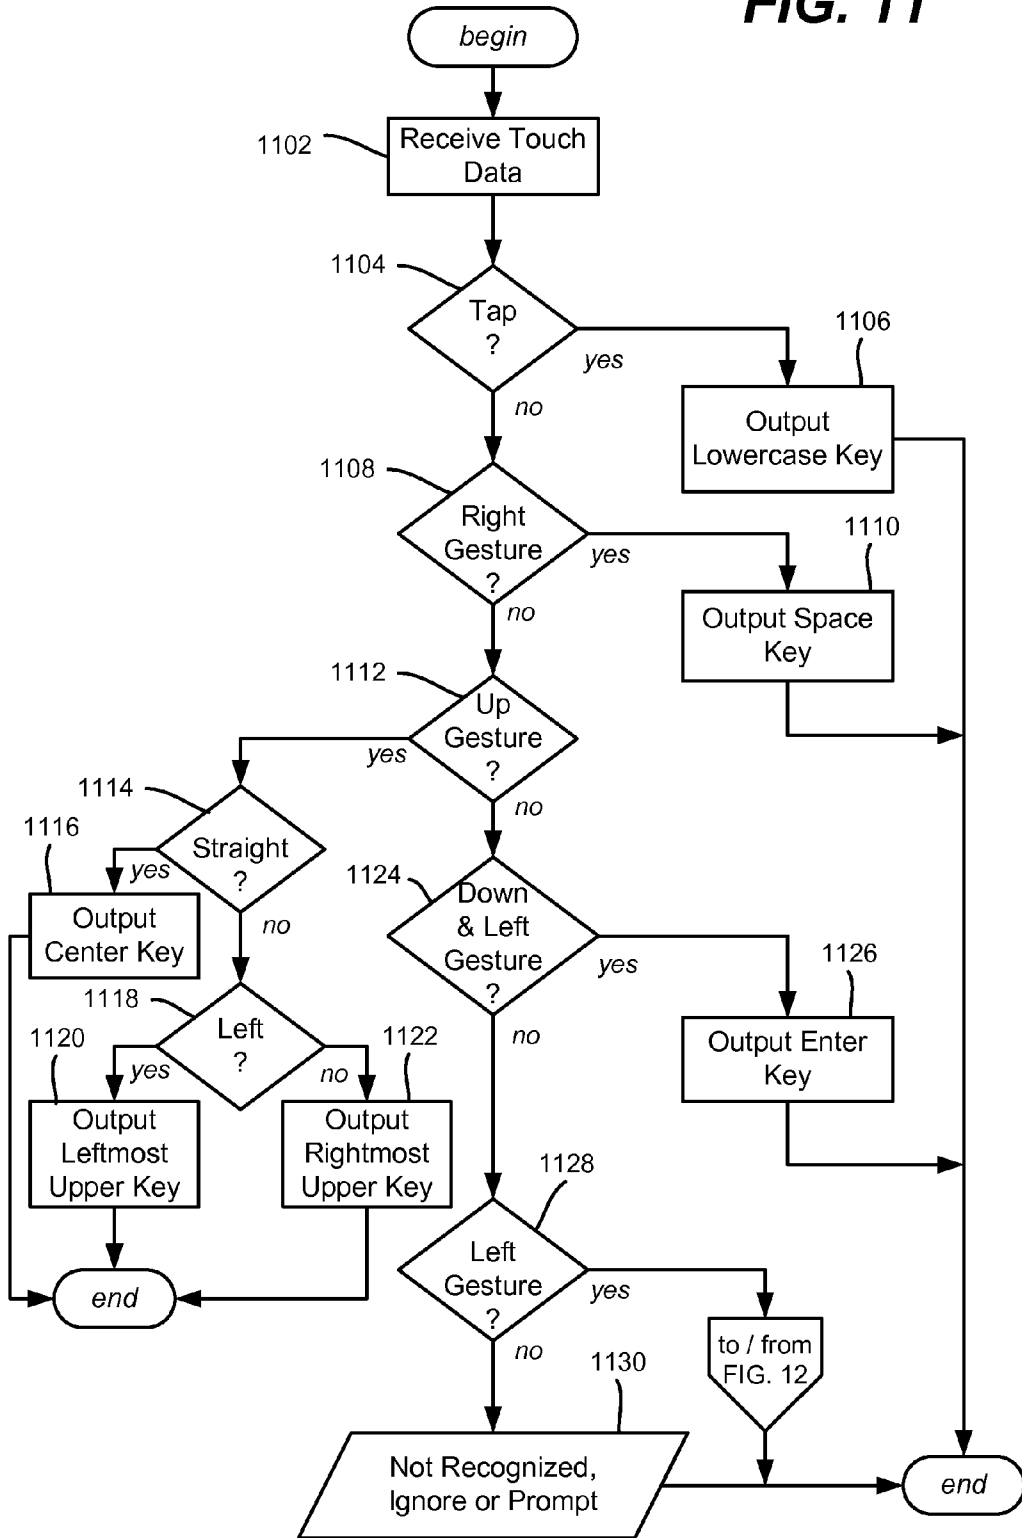 FIG. 11
begin
1102
Receive Touch
Data
1104
Tap
?
yes
no
1106
Output
Lowercase Key
1108
Right
Gesture
?
yes
no
1110
Output Space
Key
1112
Up
Gesture
?
yes
no
1114
Straight
?
yes
no
1116
Output
Center Key
1118
Left
?
yes
no
1120
Output
Leftmost
Upper Key
1122
Output
Rightmost
Upper Key
end
1124
Down
& Left
Gesture
?
yes
no
1126
Output Enter
Key
1128
Left
Gesture
?
yes
no
to / from
FIG. 12
1130
Not Recognized,
Ignore or Prompt
end